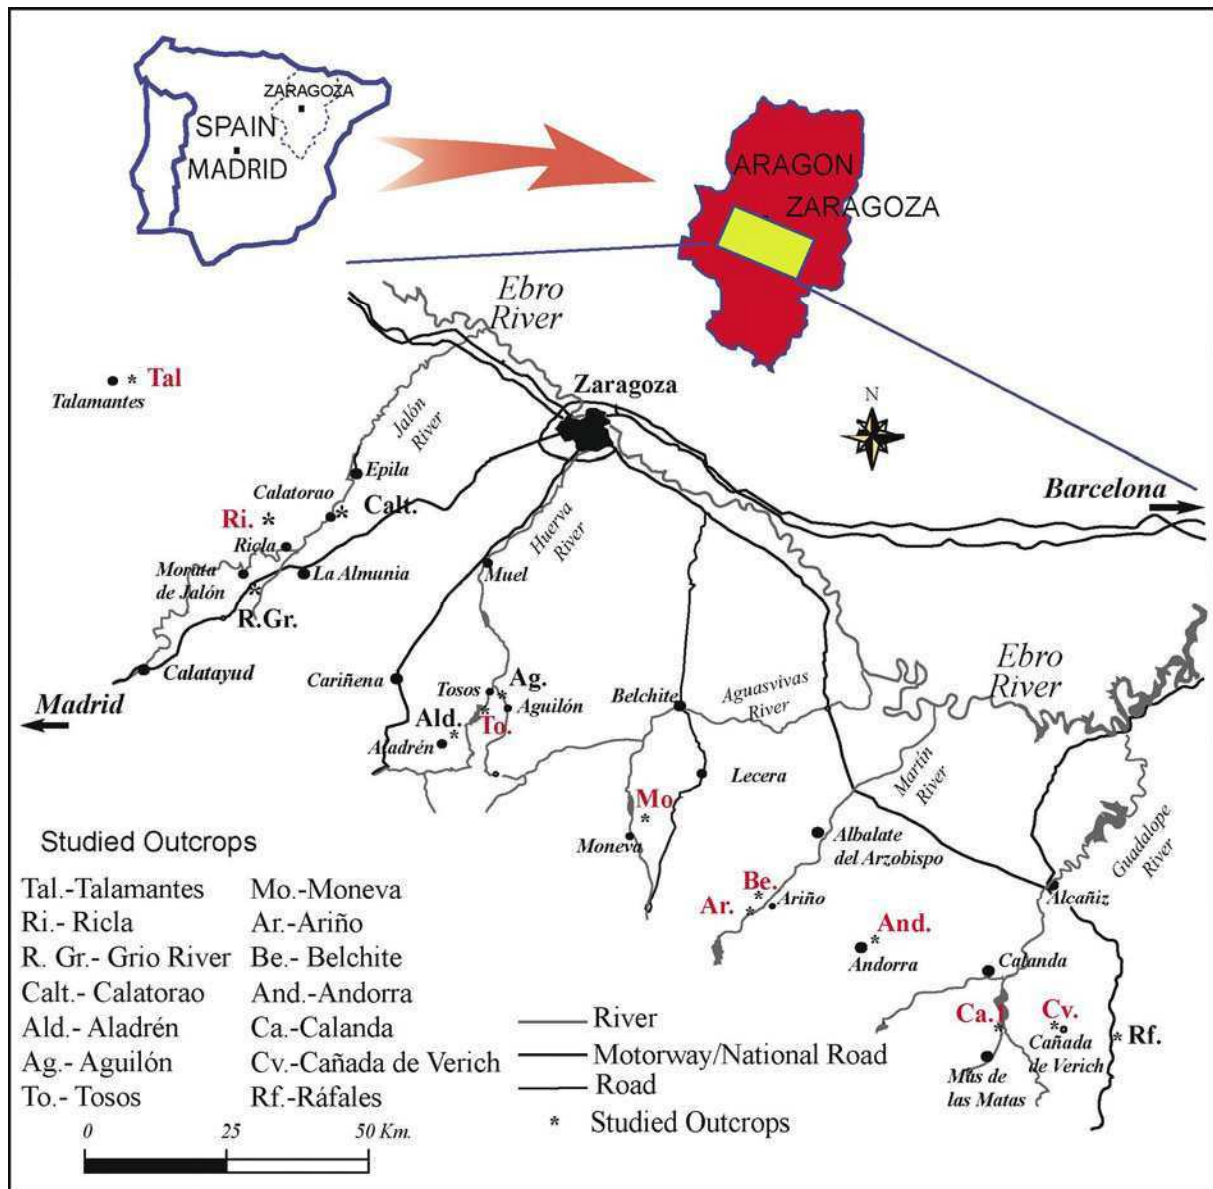 ZARAGOZA
SPAIN
MADRID
ARAGON
ZARAGOZA
Ebro
River
Tal
Talamantes
Zaragoza
N
Jalón
River
Epila
Calatorao
Calt.
Barcelona
Ri.
Ricla
Huerva
River
Morata
de Jalón
La Almunia
Muel
R.Gr.
Calatayud
Cariñena
Madrid
Tosos
Ag.
Aguilón
To.
Ald.
Aladrén
Belchite
Aguasvivas
River
Ebro
River
Lecera
Martín
River
Mo
Moneva
Albalate
del Arzobispo
Guadalope
River
Be.
Ar.
Ariño
Alcañiz
And.
Andorra
Calanda
Ca.1
Cv.
Cañada
de Verich
Rf.
Mas de
las Matas
Studied Outcrops
Tal.-Talamantes
Ri.- Ricla
R. Gr.- Grio River
Calt.- Calatorao
Ald.- Aladrén
Ag.- Aguilón
To.- Tosos
Mo.-Moneva
Ar.-Ariño
Be.- Belchite
And.-Andorra
Ca.-Calanda
Cv.-Cañada de Verich
Rf.-Ráfales
River
Motorway/National Road
Road
* Studied Outcrops
0 25 50 Km.